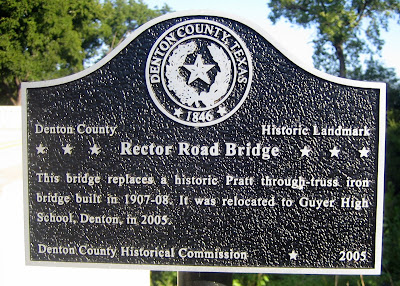 DENTON COUNTY, TEXAS
1846
Denton County Historic Landmark
Rector Road Bridge
This bridge replaces a historic Pratt through-truss iron
bridge built in 1907-08. It was relocated to Guyer High
School, Denton, in 2005.
Denton County Historical Commission 2005